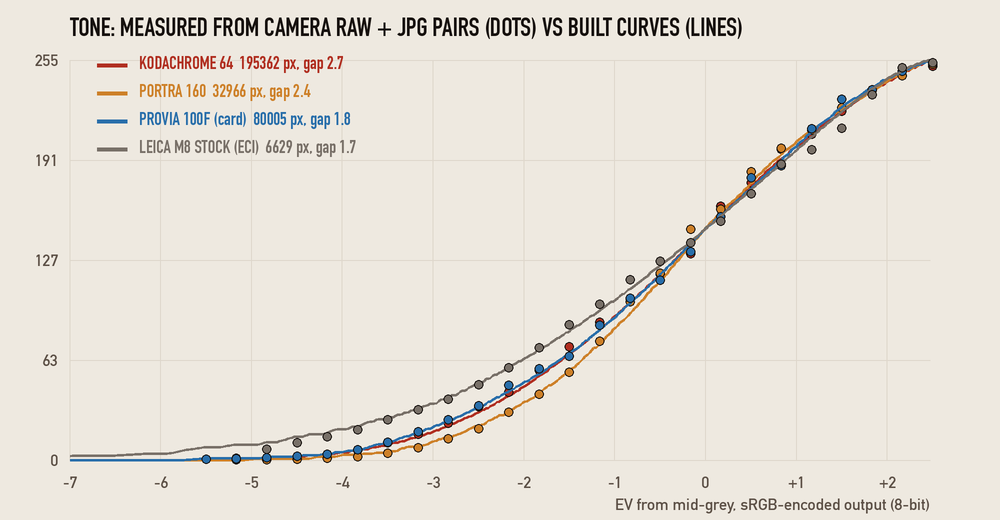 TONE: MEASURED FROM CAMERA RAW + JPG PAIRS (DOTS) VS BUILT CURVES (LINES)
255
KODACHROME 64 195362 px, gap 2.7
PORTRA 160 32966 px, gap 2.4
PROVIA 100F (card) 80005 px, gap 1.8
LEICA M8 STOCK (ECI) 6629 px, gap 1.7
191
127
63
0
-7 -6 -5 -4 -3 -2 -1 0 +1 +2
EV from mid-grey, sRGB-encoded output (8-bit)